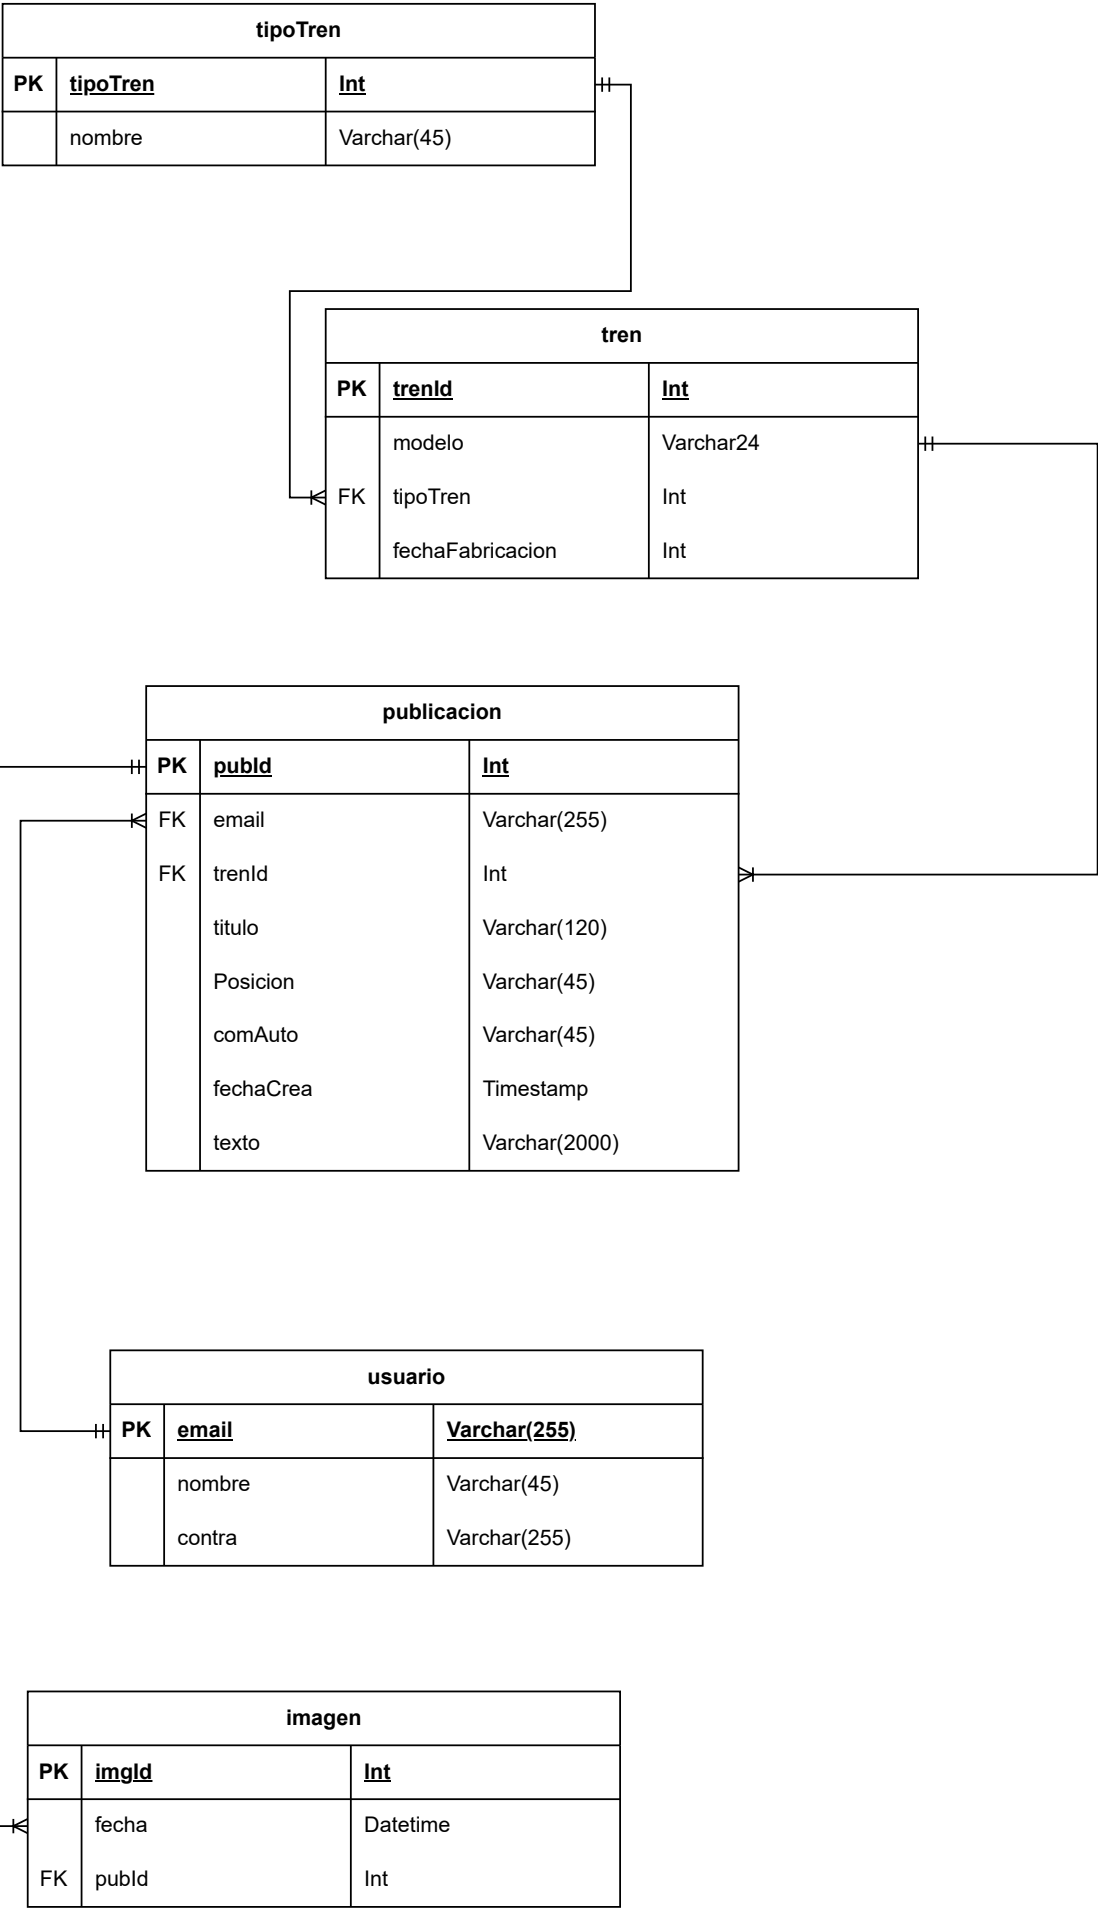 tipoTren
PK tipoTren Int
nombre Varchar(45)
tren
PK trenId Int
modelo Varchar24
FK tipoTren Int
fechaFabricacion Int
publicacion
PK pubId Int
FK email Varchar(255)
FK trenId Int
titulo Varchar(120)
Posicion Varchar(45)
comAuto Varchar(45)
fechaCrea Timestamp
texto Varchar(2000)
usuario
PK email Varchar(255)
nombre Varchar(45)
contra Varchar(255)
imagen
PK imgId Int
fecha Datetime
FK pubId Int